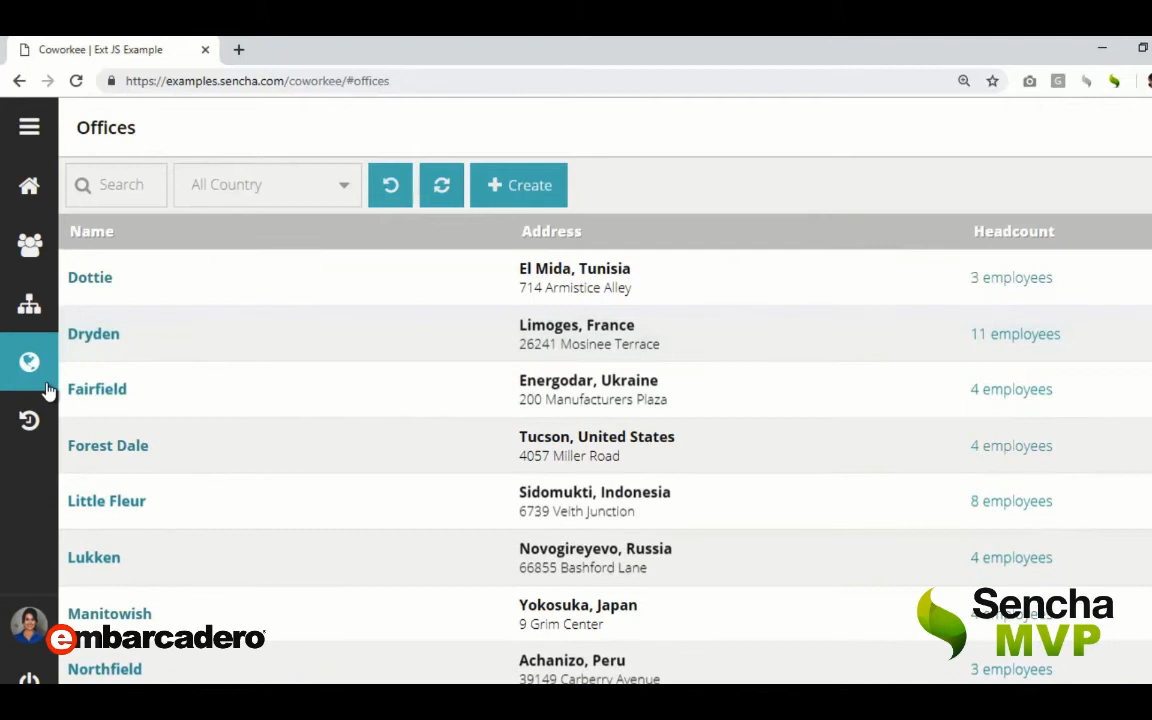 Coworkee | Ext JS Example
https://examples.sencha.com/coworkee/#offices
Offices
Search
All Country
Create
Name Address Headcount
Dottie
El Mida, Tunisia
714 Armistice Alley
3 employees
Dryden
Limoges, France
26241 Mosinee Terrace
11 employees
Fairfield
Energodar, Ukraine
200 Manufacturers Plaza
4 employees
Forest Dale
Tucson, United States
4057 Miller Road
4 employees
Little Fleur
Sidomukti, Indonesia
6739 Veith Junction
8 employees
Lukken
Novogireyevo, Russia
66855 Bashford Lane
4 employees
Manitowish
Yokosuka, Japan
9 Grim Center
Northfield
Achanizo, Peru
39149 Carberry Avenue
3 employees
embarcadero
Sencha
MVP